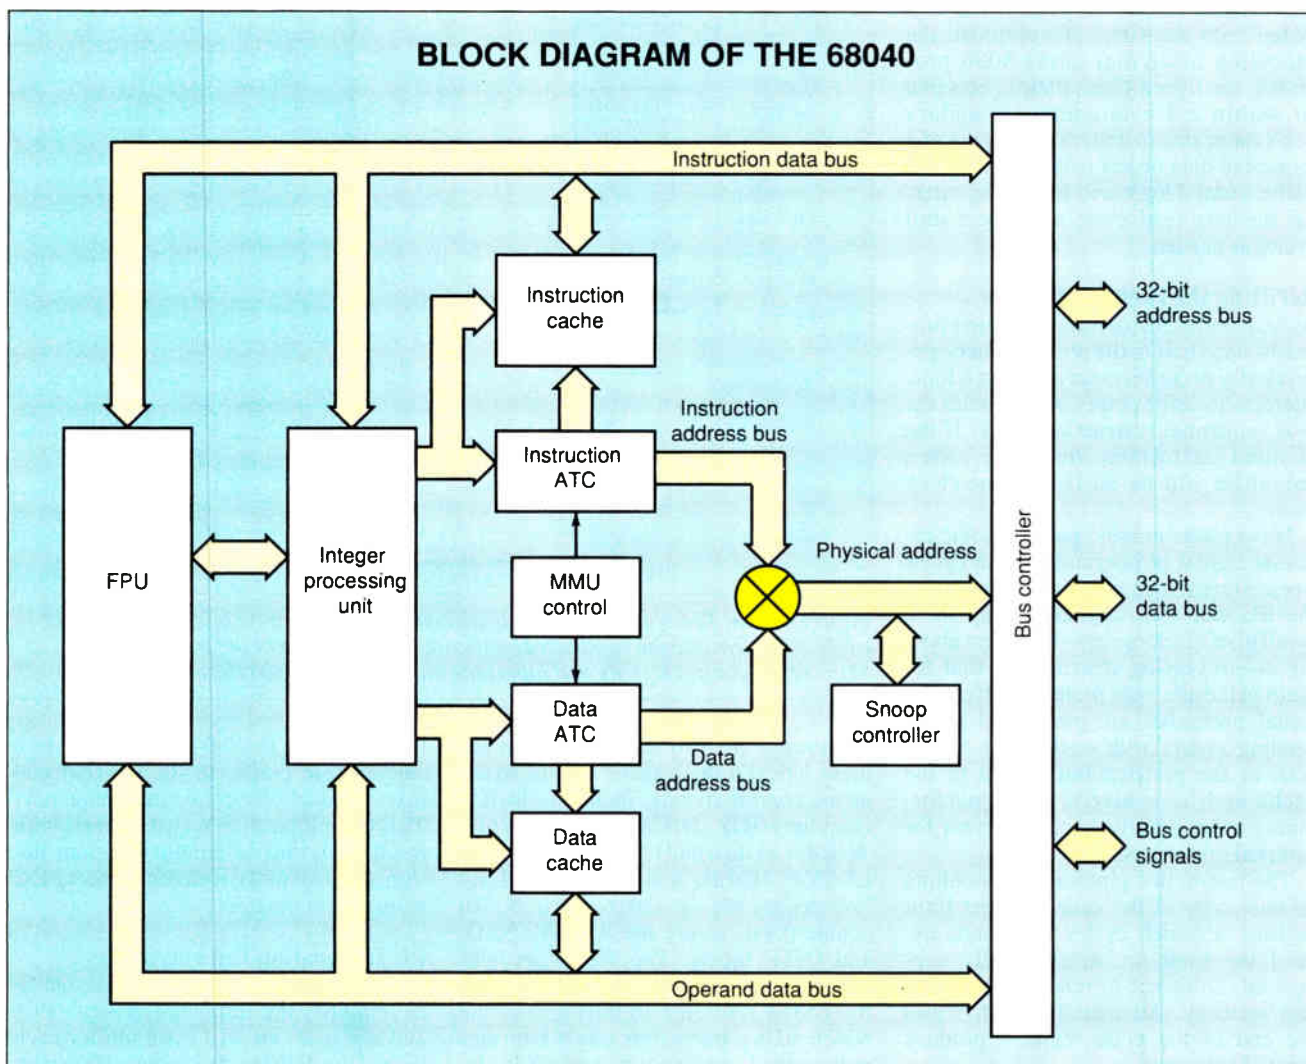 BLOCK DIAGRAM OF THE 68040
Instruction data bus
Instruction
cache
32-bit
address bus
Instruction
address bus
Instruction
ATC
FPU
Integer
processing
unit
MMU
control
Physical address
Bus controller
32-bit
data bus
Data
ATC
Snoop
controller
Data
address bus
Data
cache
Bus control
signals
Operand data bus